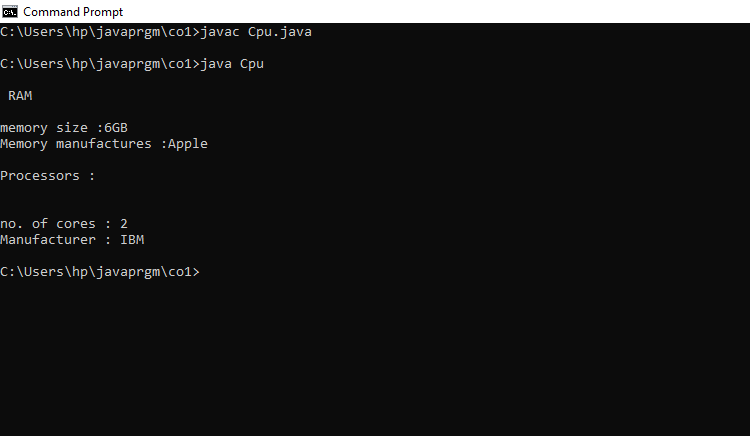 Command Prompt
C:\Users\hp\javaprgm\co1>javac Cpu.java
C:\Users\hp\javaprgm\co1>java Cpu
RAM
memory size :6GB
Memory manufactures :Apple
Processors :
no. of cores : 2
Manufacturer : IBM
C:\Users\hp\javaprgm\co1>